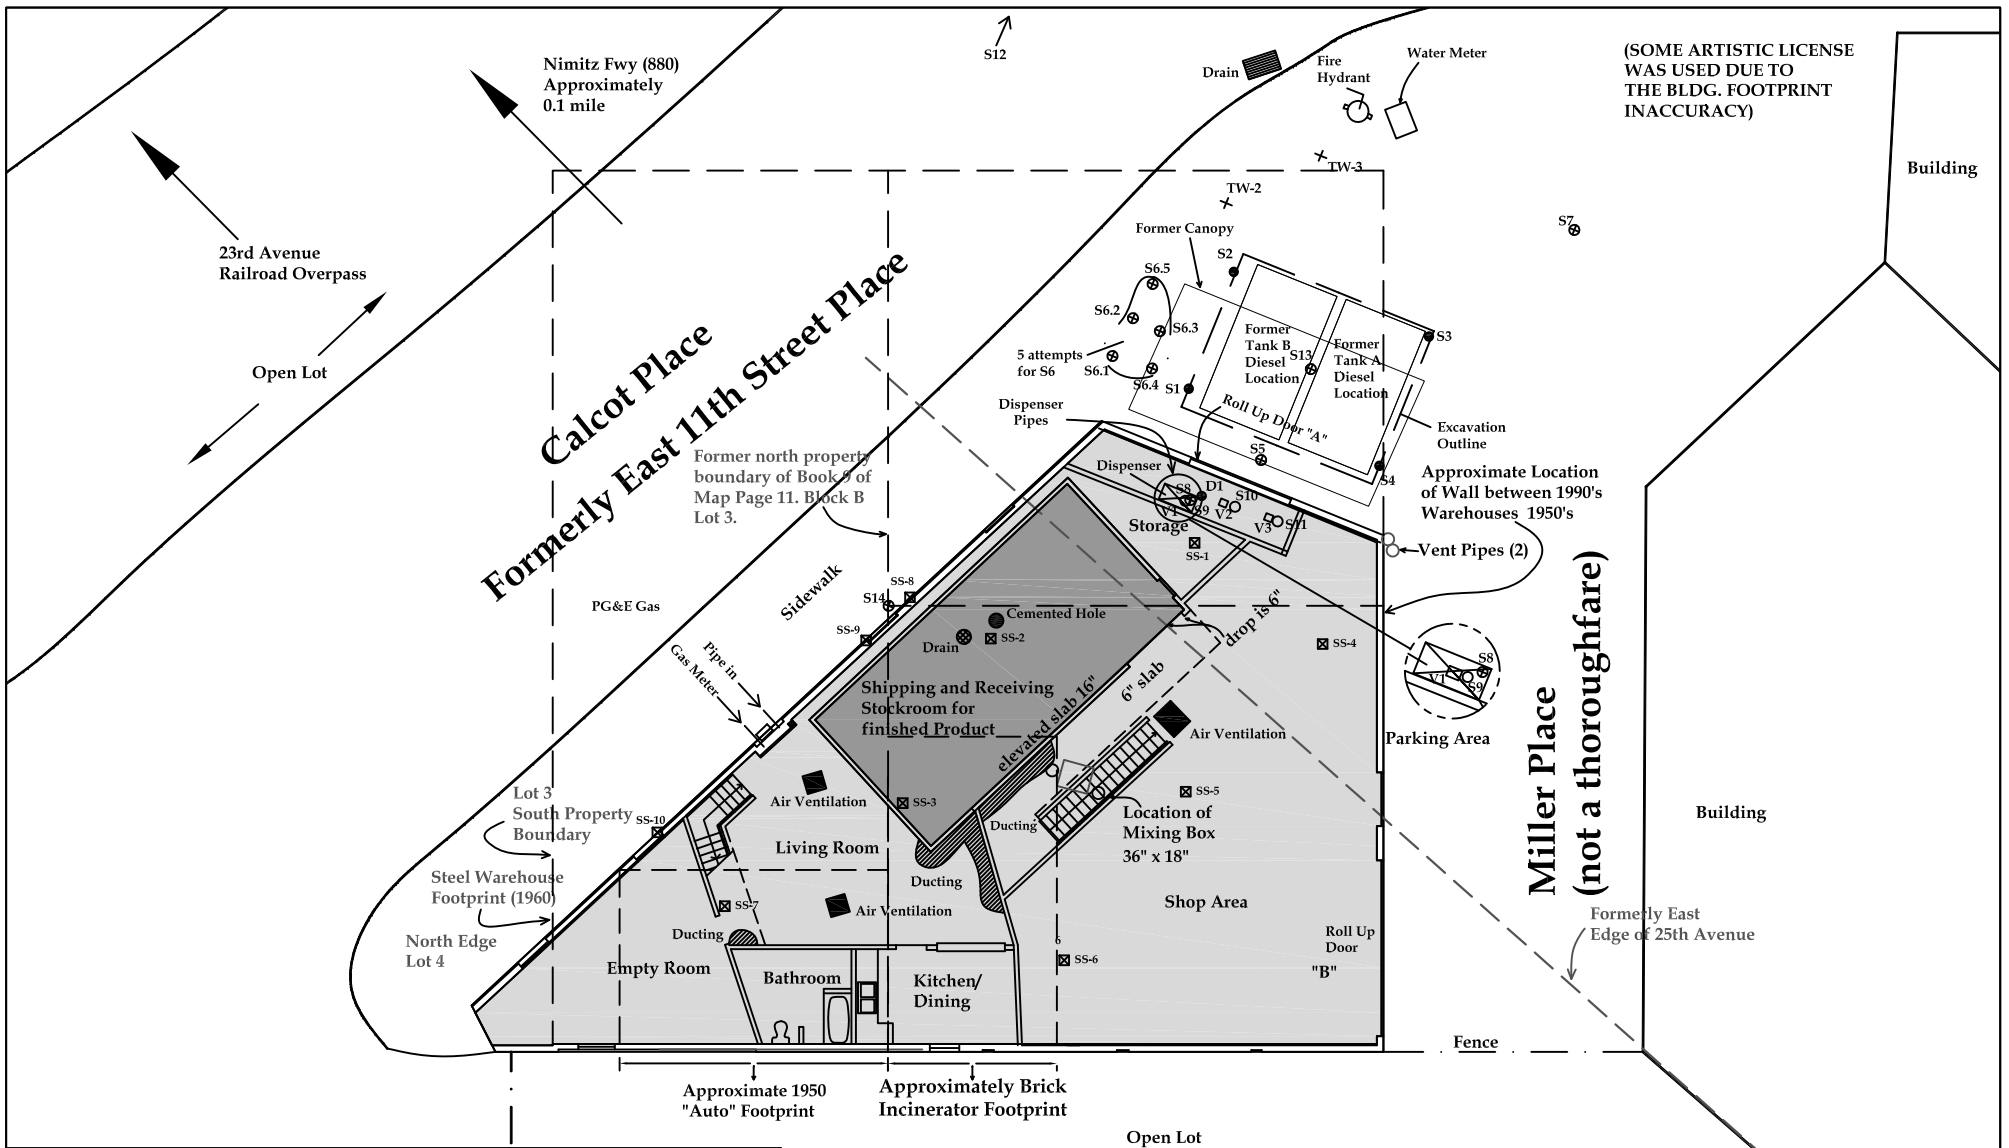 S12
Nimitz Fwy (880)
Approximately
0.1 mile
Drain
Fire
Hydrant
Water Meter
(SOME ARTISTIC LICENSE
WAS USED DUE TO
THE BLDG. FOOTPRINT
INACCURACY)
Building
TW-3
TW-2
S7
Former Canopy
23rd Avenue
Railroad Overpass
S2
S6.5
S6.2
S6.3
S3
Former
Tank B
Diesel
Location
S13
Former
Tank A
Diesel
Location
5 attempts
for S6
S6.1
S6.4
S1
Open Lot
Calcot Place
Formerly East 11th Street Place
Dispenser
Pipes
Roll Up Door "A"
Excavation
Outline
S5
S4
Former north property
boundary of Book 9 of
Map Page 11. Block B
Lot 3.
Dispenser
Approximate Location
of Wall between 1990's
Warehouses 1950's
S8
D1
S10
V1
S9
V2
V3
S11
Storage
SS-1
Vent Pipes (2)
Miller Place
(not a thoroughfare)
PG&E Gas
Sidewalk
SS-8
S14
SS-9
Cemented Hole
Drain
SS-2
drop is 6"
SS-4
S8
V1
S9
Pipe in
Gas Meter
Shipping and Receiving
Stockroom for
finished Product
elevated slab 16"
6" slab
Air Ventilation
Parking Area
Lot 3
South Property
Boundary
SS-10
Air Ventilation
SS-3
SS-5
Ducting
Location of
Mixing Box
36" x 18"
Building
Living Room
Steel Warehouse
Footprint (1960)
Ducting
SS-7
Air Ventilation
Shop Area
Formerly East
Edge of 25th Avenue
North Edge
Lot 4
Ducting
Roll Up
Door
"B"
6
SS-6
Empty Room
Bathroom
Kitchen/
Dining
Fence
Approximate 1950
"Auto" Footprint
Approximately Brick
Incinerator Footprint
Open Lot